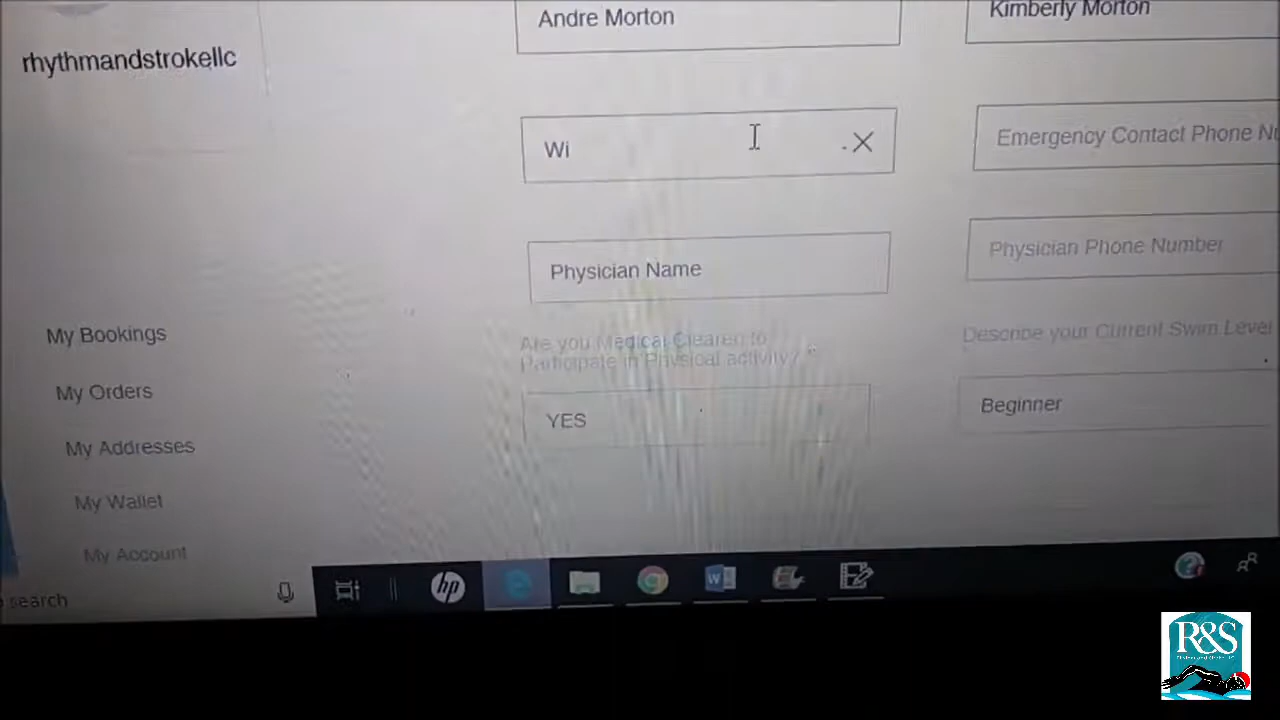 Andre Morton
Kimberly Morton
rhythmandstrokellc
Wi
Emergency Contact Phone Nu
Physician Name
Physician Phone Number
My Bookings
My Orders
My Addresses
My Wallet
My Account
Are you Medical Clearen to
Participate in Physical activity? *
YES
Describe your Current Swim Level
Beginner
search
hp
W
R&S